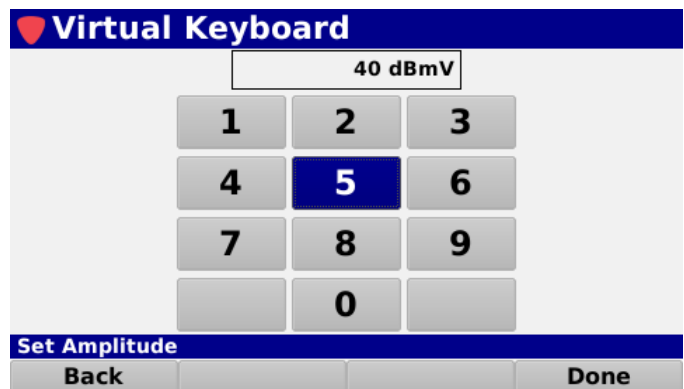 Virtual Keyboard
40 dBmV
1 2 3
4 5 6
7 8 9
0
Set Amplitude
Back Done